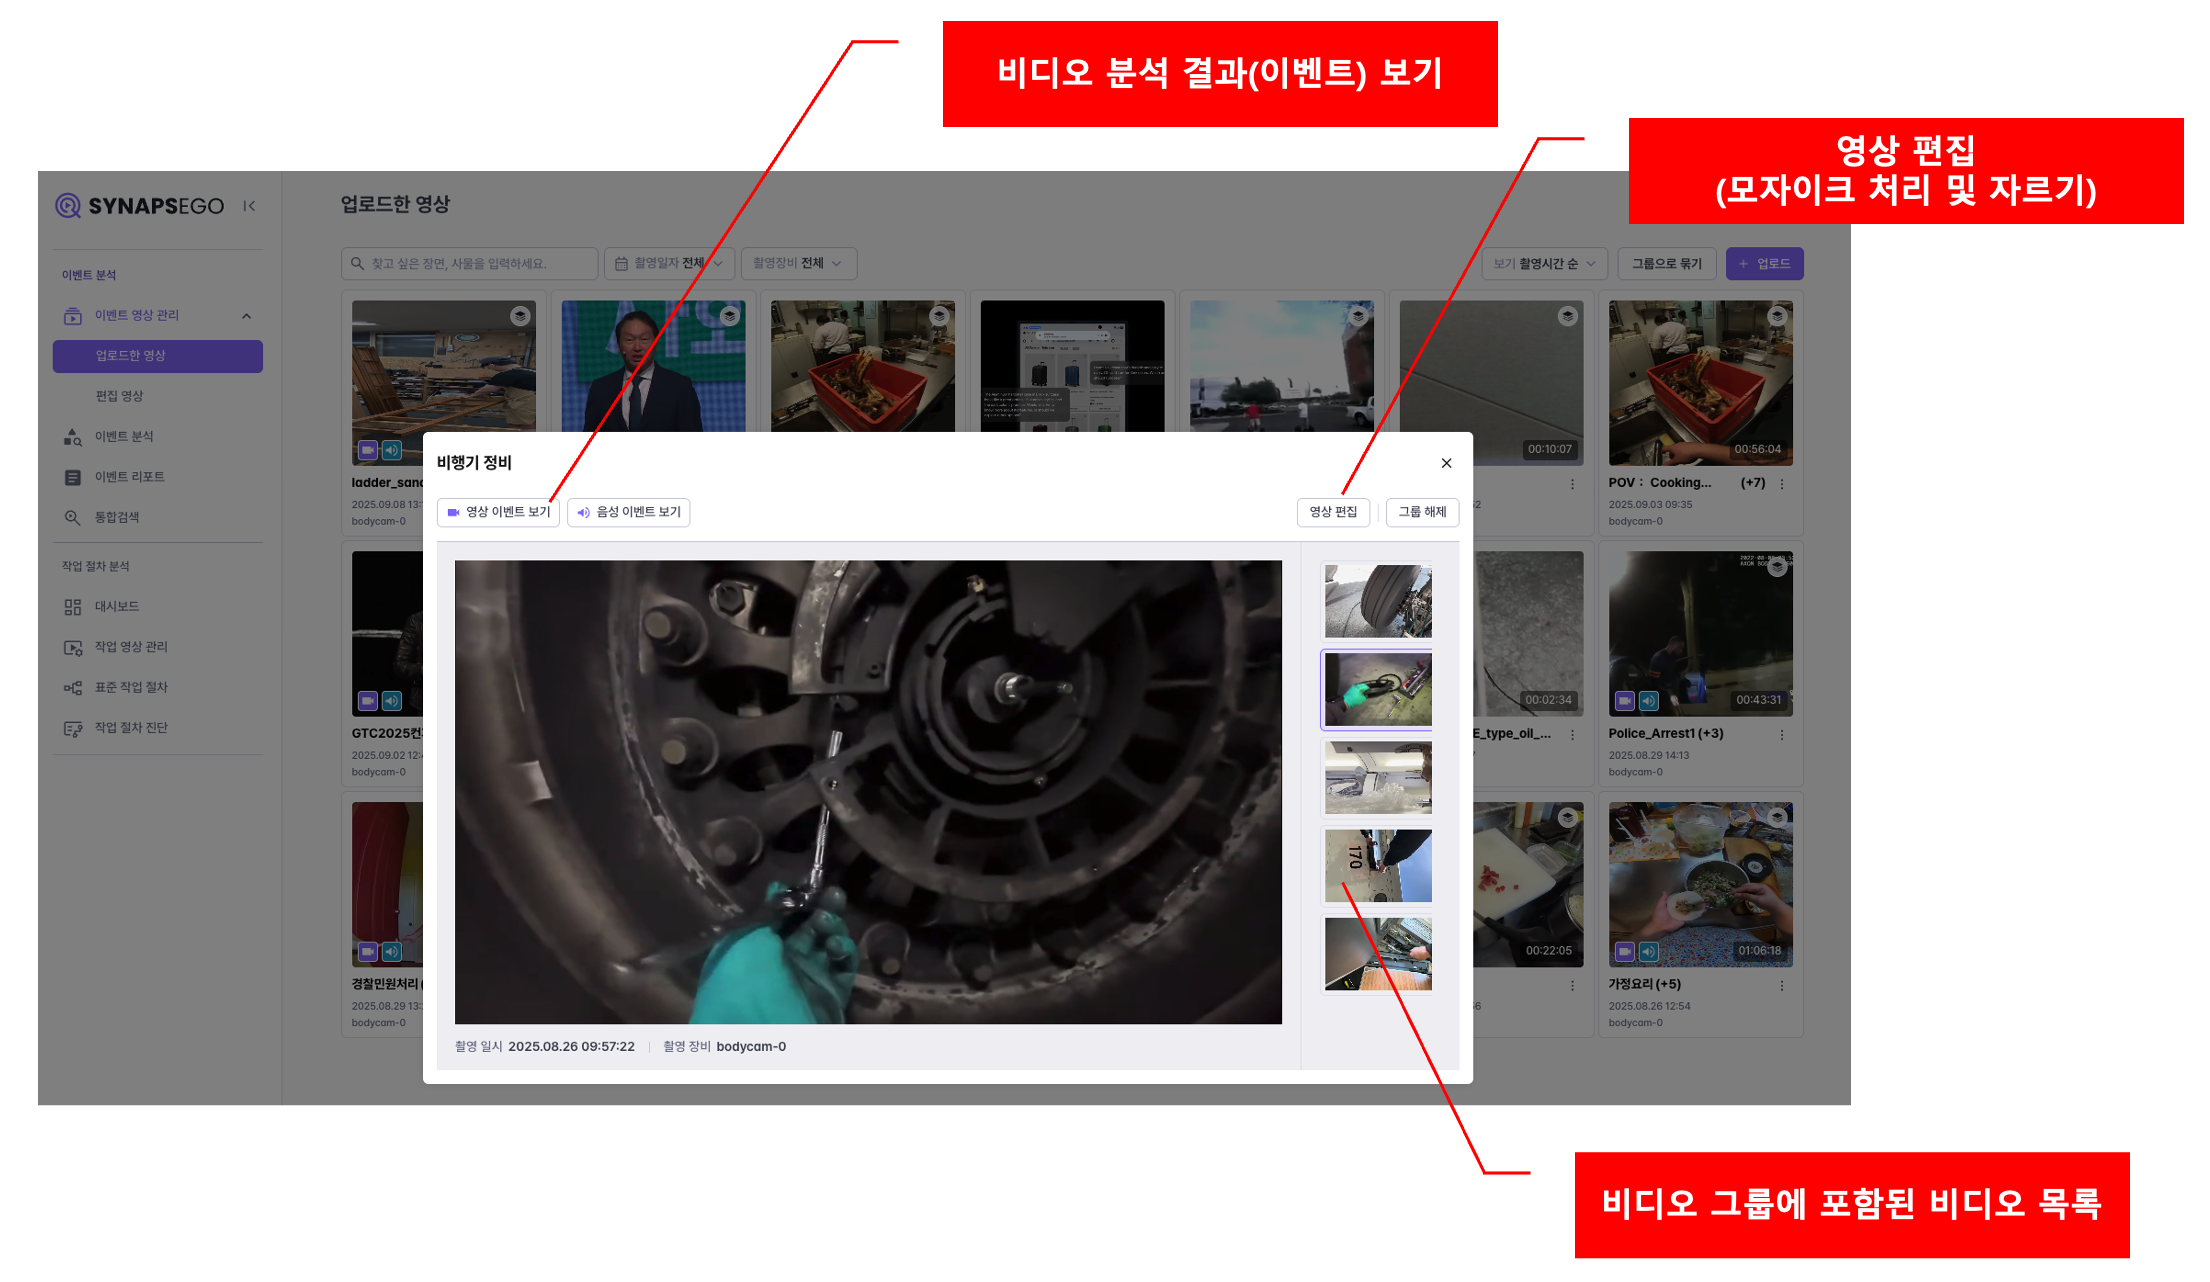 비디오 분석 결과(이벤트) 보기
영상 편집
(모자이크 처리 및 자르기)
SYNAPSEGO
업로드한 영상
찾고 싶은 장면, 사물을 입력하세요.
촬영일자 전체
촬영장비 전체
보기 촬영시간 순
그룹으로 묶기
+ 업로드
이벤트 분석
이벤트 영상 관리
업로드한 영상
편집 영상
이벤트 분석
이벤트 리포트
통합검색
작업 절차 분석
대시보드
작업 영상 관리
표준 작업 절차
작업 절차 진단
00:10:07
00:56:04
ladder_sand
2025.09.08 13:
bodycam-0
POV : Cooking... (+7)
2025.09.03 09:35
bodycam-0
비행기 정비
영상 이벤트 보기
음성 이벤트 보기
영상 편집
그룹 해제
170
촬영 일시 2025.08.26 09:57:22
촬영 장비 bodycam-0
00:02:34
00:43:31
GTC2025컨
2025.09.02 12:
bodycam-0
E_type_oil_...
Police_Arrest1 (+3)
2025.08.29 14:13
bodycam-0
00:22:05
01:06:18
경찰민원처리 (
2025.08.29 13:
bodycam-0
가정요리 (+5)
2025.08.26 12:54
bodycam-0
비디오 그룹에 포함된 비디오 목록